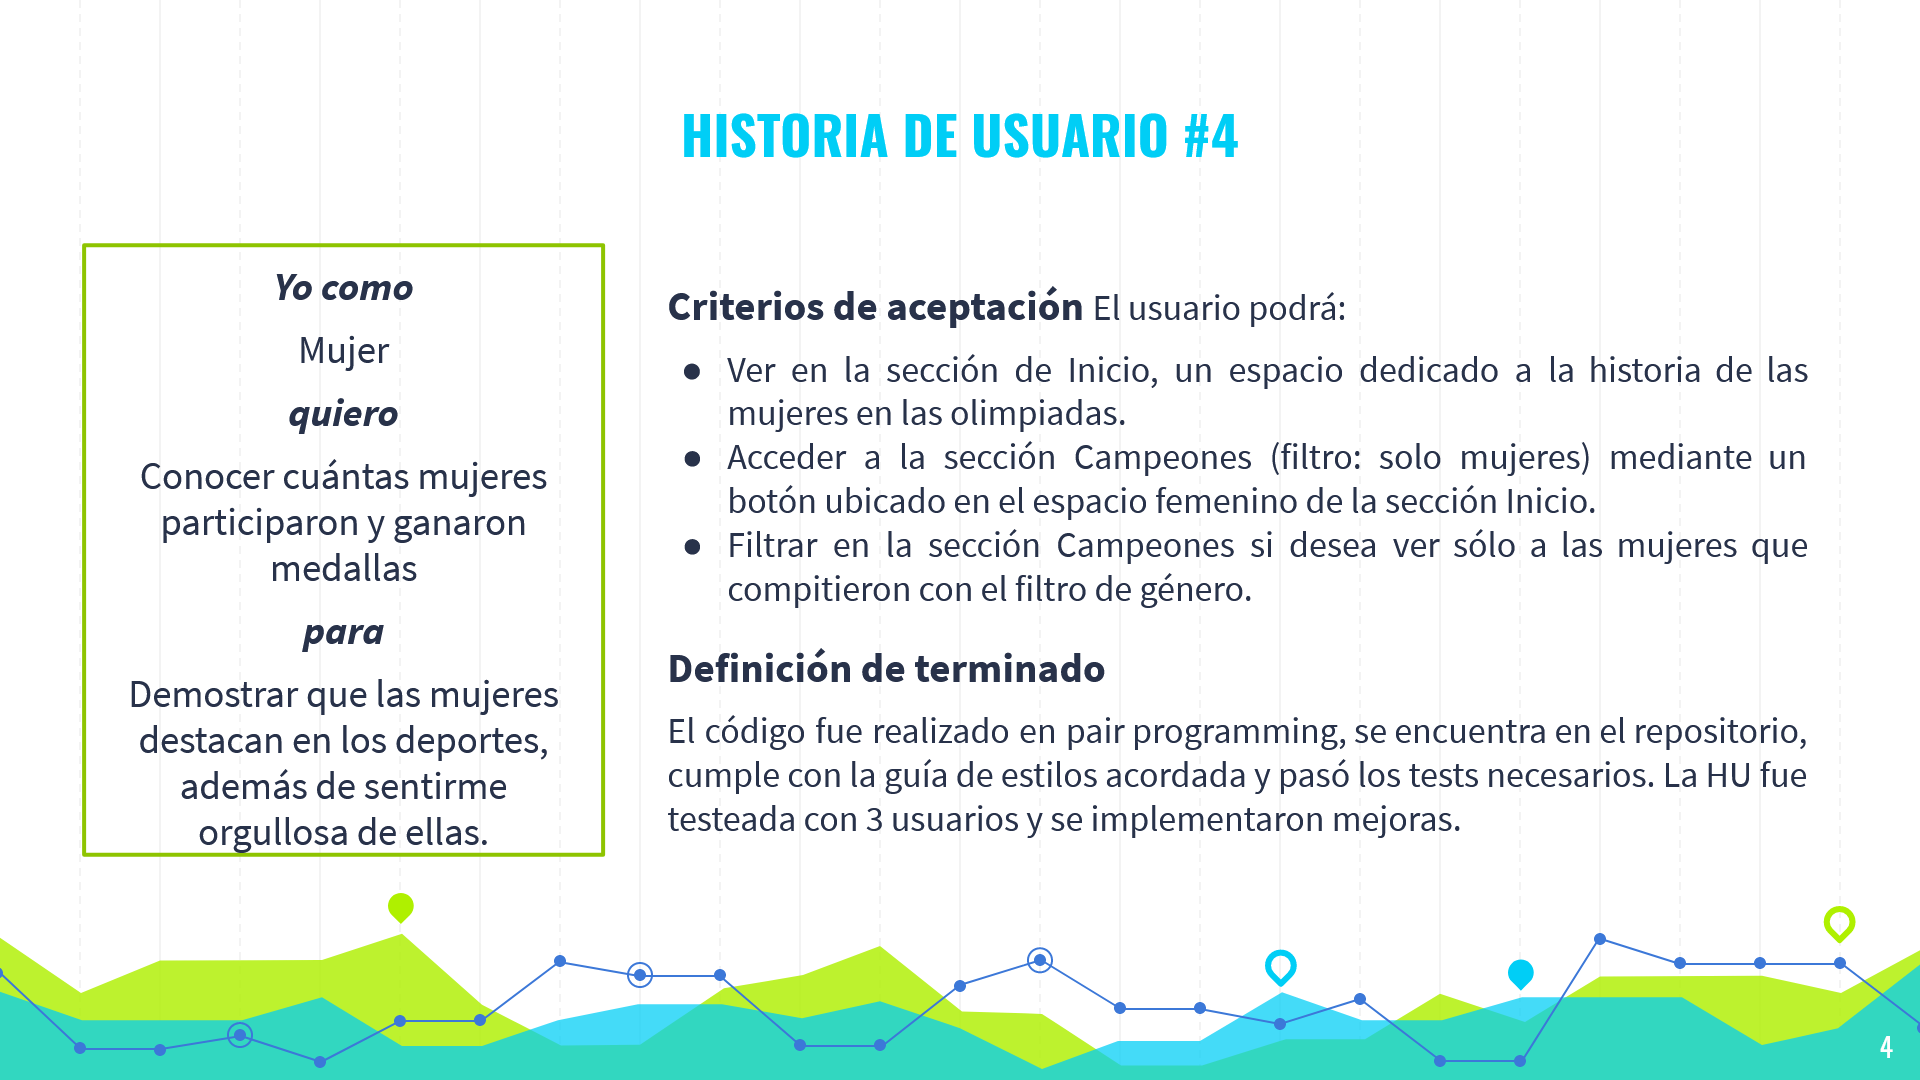 HISTORIA DE USUARIO #4
Yo como
Mujer
quiero
Conocer cuántas mujeres
participaron y ganaron
medallas
para
Demostrar que las mujeres
destacan en los deportes,
además de sentirme
orgullosa de ellas.
Criterios de aceptación El usuario podrá:
● Ver en la sección de Inicio, un espacio dedicado a la historia de las
mujeres en las olimpiadas.
● Acceder a la sección Campeones (filtro: solo mujeres) mediante un
botón ubicado en el espacio femenino de la sección Inicio.
● Filtrar en la sección Campeones si desea ver sólo a las mujeres que
compitieron con el filtro de género.
Definición de terminado
El código fue realizado en pair programming, se encuentra en el repositorio,
cumple con la guía de estilos acordada y pasó los tests necesarios. La HU fue
testeada con 3 usuarios y se implementaron mejoras.
4